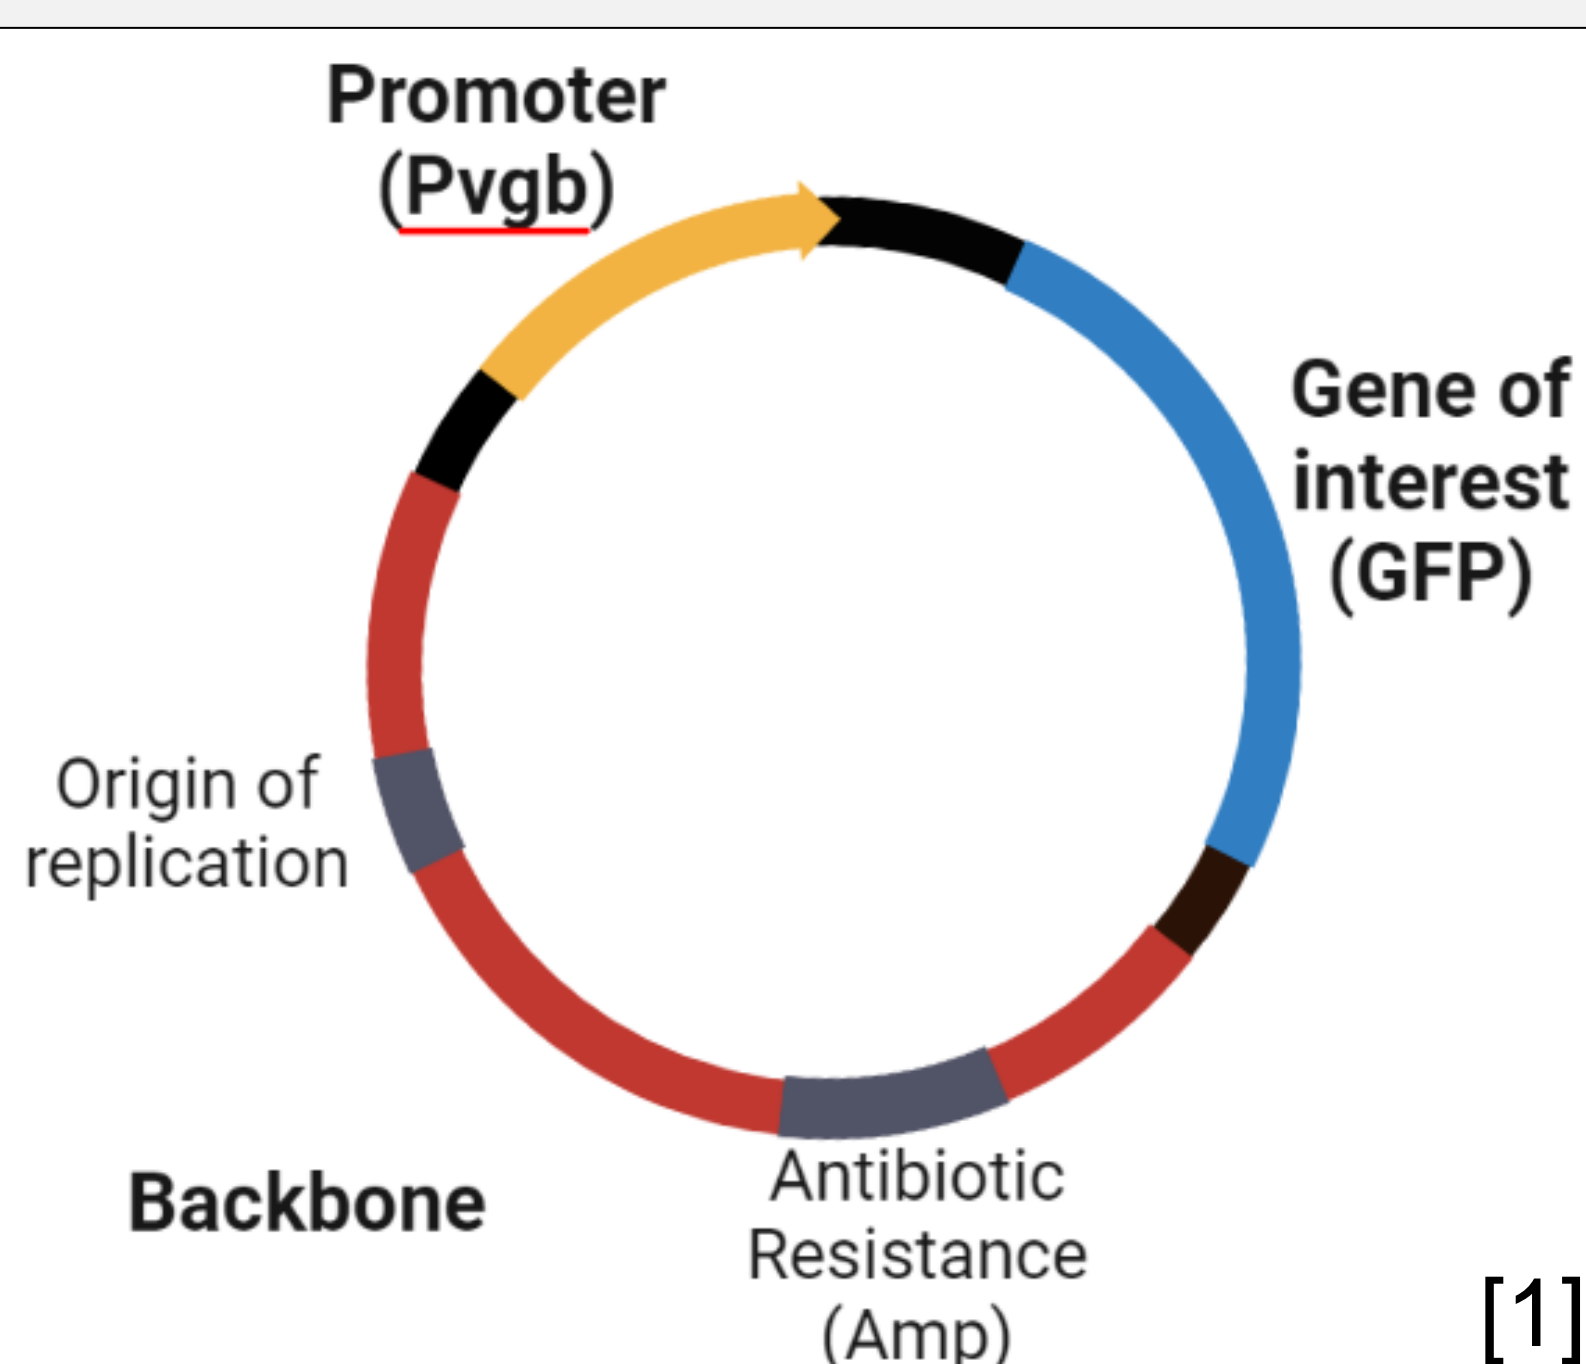 Promoter
(Pvgb)
Gene of
interest
(GFP)
Origin of
replication
Backbone
Antibiotic
Resistance
(Amp)
[1]